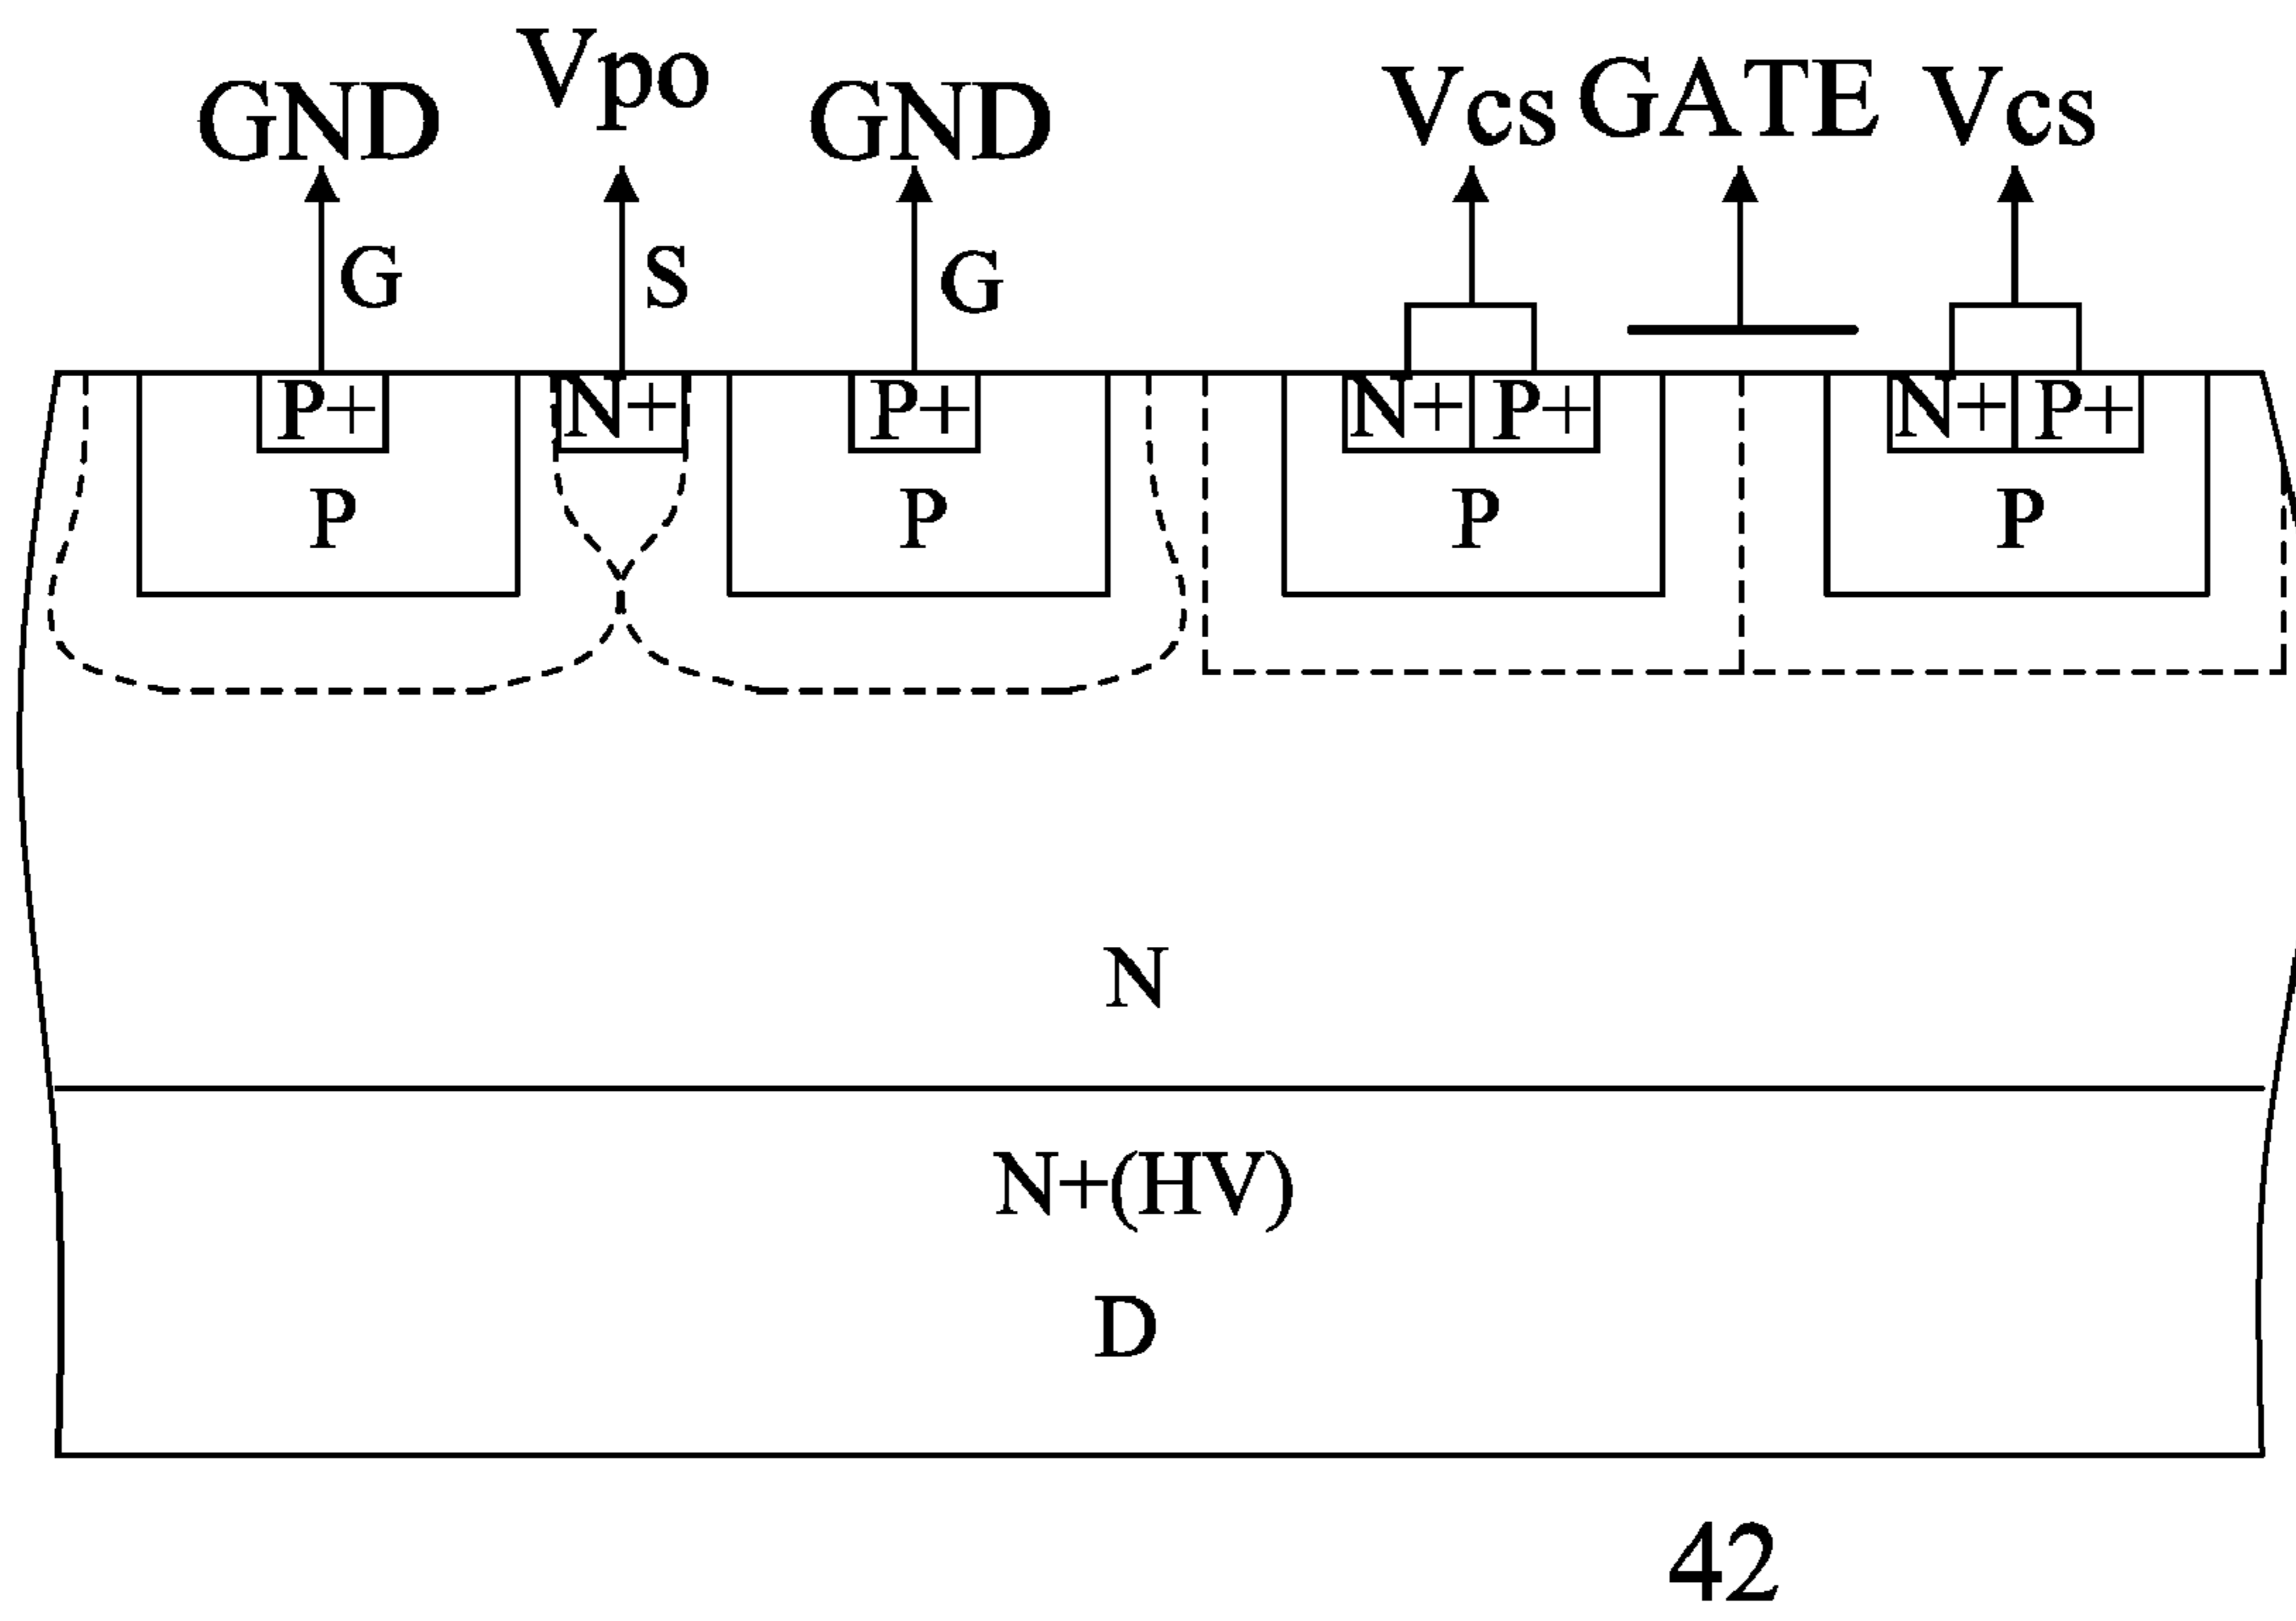 GND Vpo GND Vcs GATE Vcs
G S G
P+ N+ P+ N+ P+ N+ P+
P P P P
N
N+(HV)
D
42